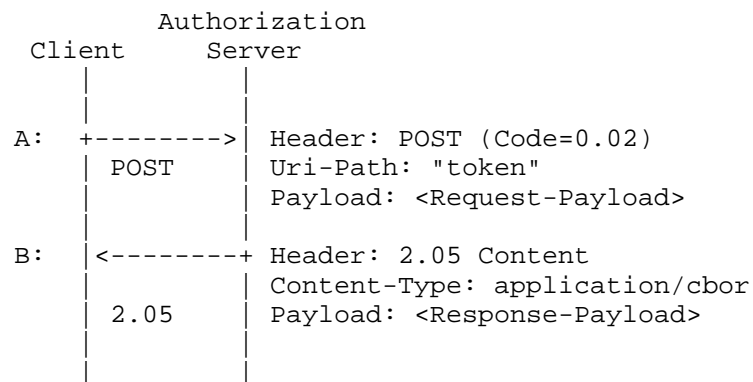 Authorization
Client Server
A: +-------->| Header: POST (Code=0.02)
| POST | Uri-Path: "token"
| | Payload: <Request-Payload>
B: |<--------+ Header: 2.05 Content
| | Content-Type: application/cbor
| 2.05 | Payload: <Response-Payload>